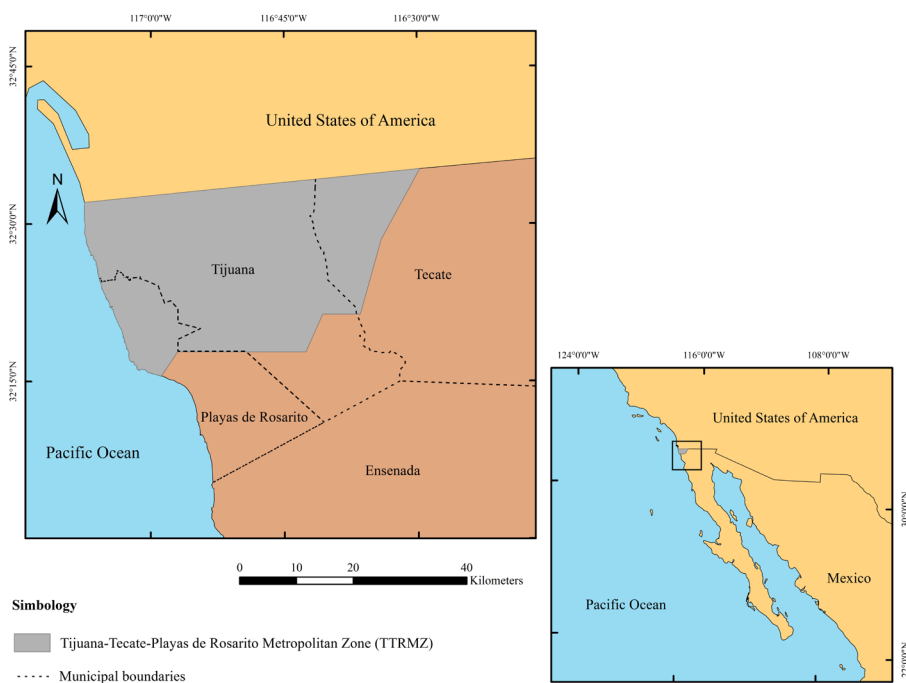 117°0'0"W 116°45'0"W 116°30'0"W
32°45'0"N
United States of America
N
32°30'0"N
Tijuana
Tecate
32°15'0"N
Playas de Rosarito
Pacific Ocean
Ensenada
0 10 20 40
Kilometers
Simbology
Tijuana-Tecate-Playas de Rosarito Metropolitan Zone (TTRMZ)
Municipal boundaries
124°0'0"W 116°0'0"W 108°0'0"W
United States of America
Mexico
Pacific Ocean